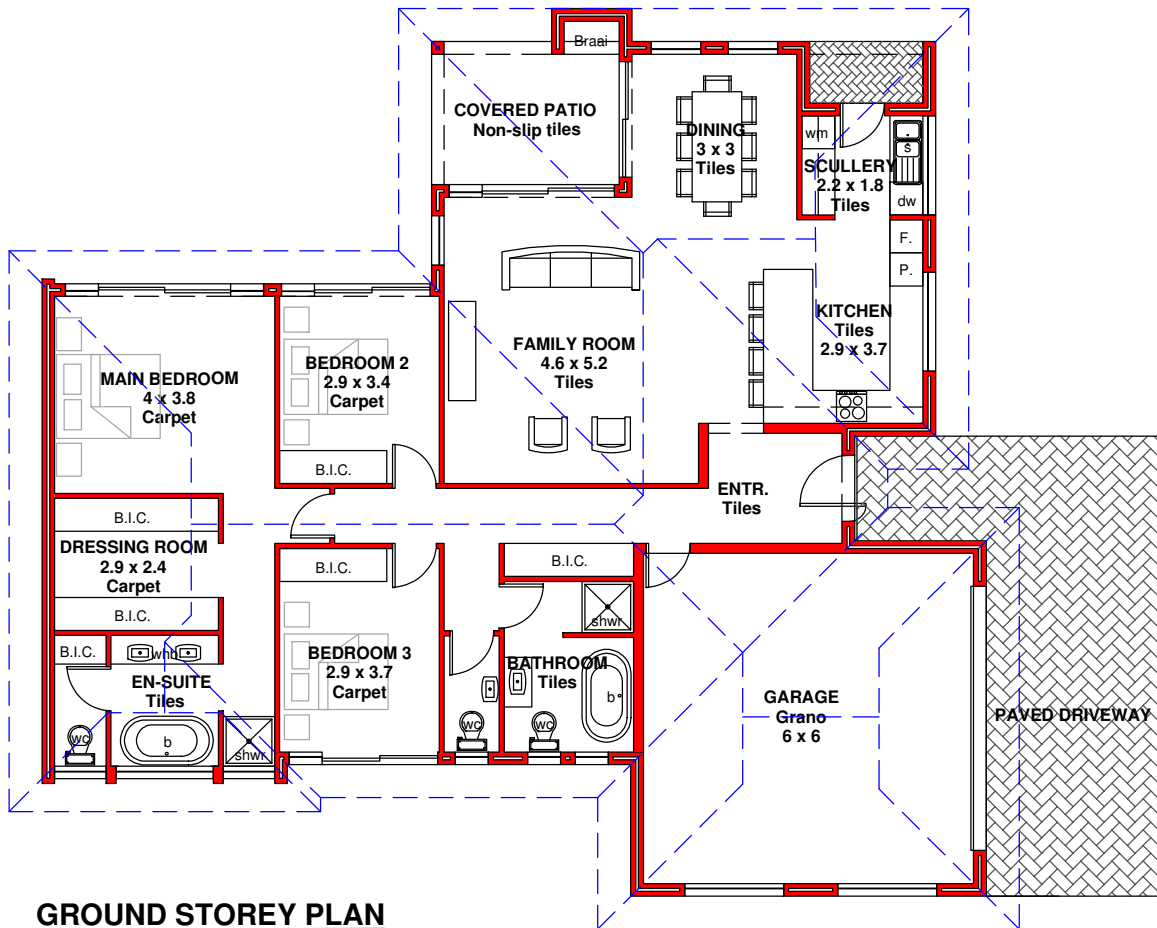 Braai
COVERED PATIO
Non-slip tiles
DINING
3 x 3
Tiles
wm
s
SCULLERY
2.2 x 1.8
Tiles
dw
F.
P.
KITCHEN
Tiles
2.9 x 3.7
FAMILY ROOM
4.6 x 5.2
Tiles
BEDROOM 2
2.9 x 3.4
Carpet
MAIN BEDROOM
4 x 3.8
Carpet
B.I.C.
ENTR.
Tiles
B.I.C.
DRESSING ROOM
2.9 x 2.4
Carpet
B.I.C.
B.I.C.
B.I.C.
shwr
B.I.C.
whb
EN-SUITE
Tiles
BEDROOM 3
2.9 x 3.7
Carpet
BATHROOM
Tiles
b
wc
b
shwr
wc
wc
GARAGE
Grano
6 x 6
PAVED DRIVEWAY
GROUND STOREY PLAN